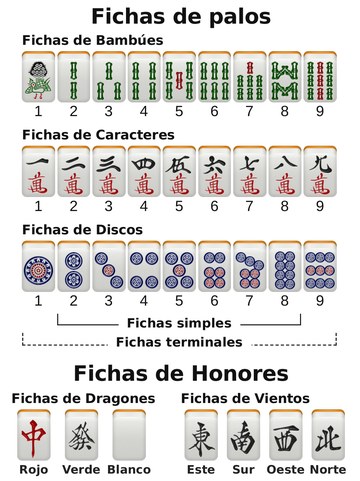 Fichas de palos
Fichas de Bambúes
1 2 3 4 5 6 7 8 9
Fichas de Caracteres
一 二 三 四 伍 六 七 八 九
萬 萬 萬 萬 萬 萬 萬 萬 萬
1 2 3 4 5 6 7 8 9
Fichas de Discos
1 2 3 4 5 6 7 8 9
Fichas simples
Fichas terminales
Fichas de Honores
Fichas de Dragones Fichas de Vientos
中 發 東 南 西 北
Rojo Verde Blanco Este Sur Oeste Norte